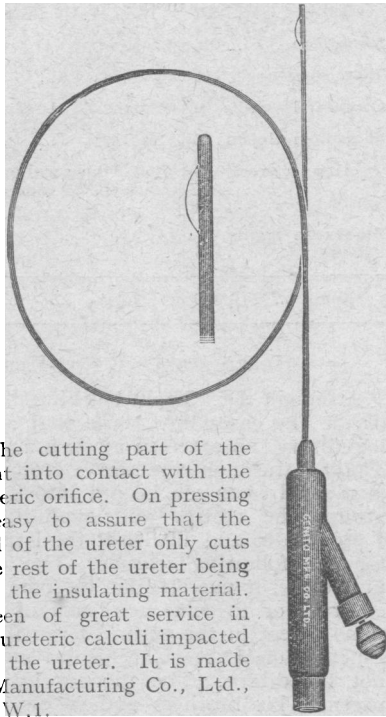 he cutting part of the
t into contact with the
eric orifice. On pressing
easy to assure that the
l of the ureter only cuts
e rest of the ureter being
the insulating material.
een of great service in
ureteric calculi impacted
the ureter. It is made
Manufacturing Co., Ltd.,
W.1.
GENITO MFG. CO. LTD.